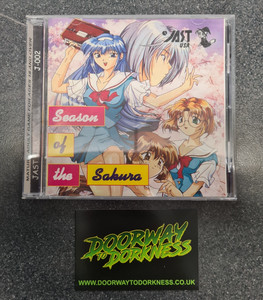 JAST
USA
Season
of
the Sakura
J-002
JAST
DOORWAY
TO DORKNESS
WWW.DOORWAYTODORKNESS.CO.UK